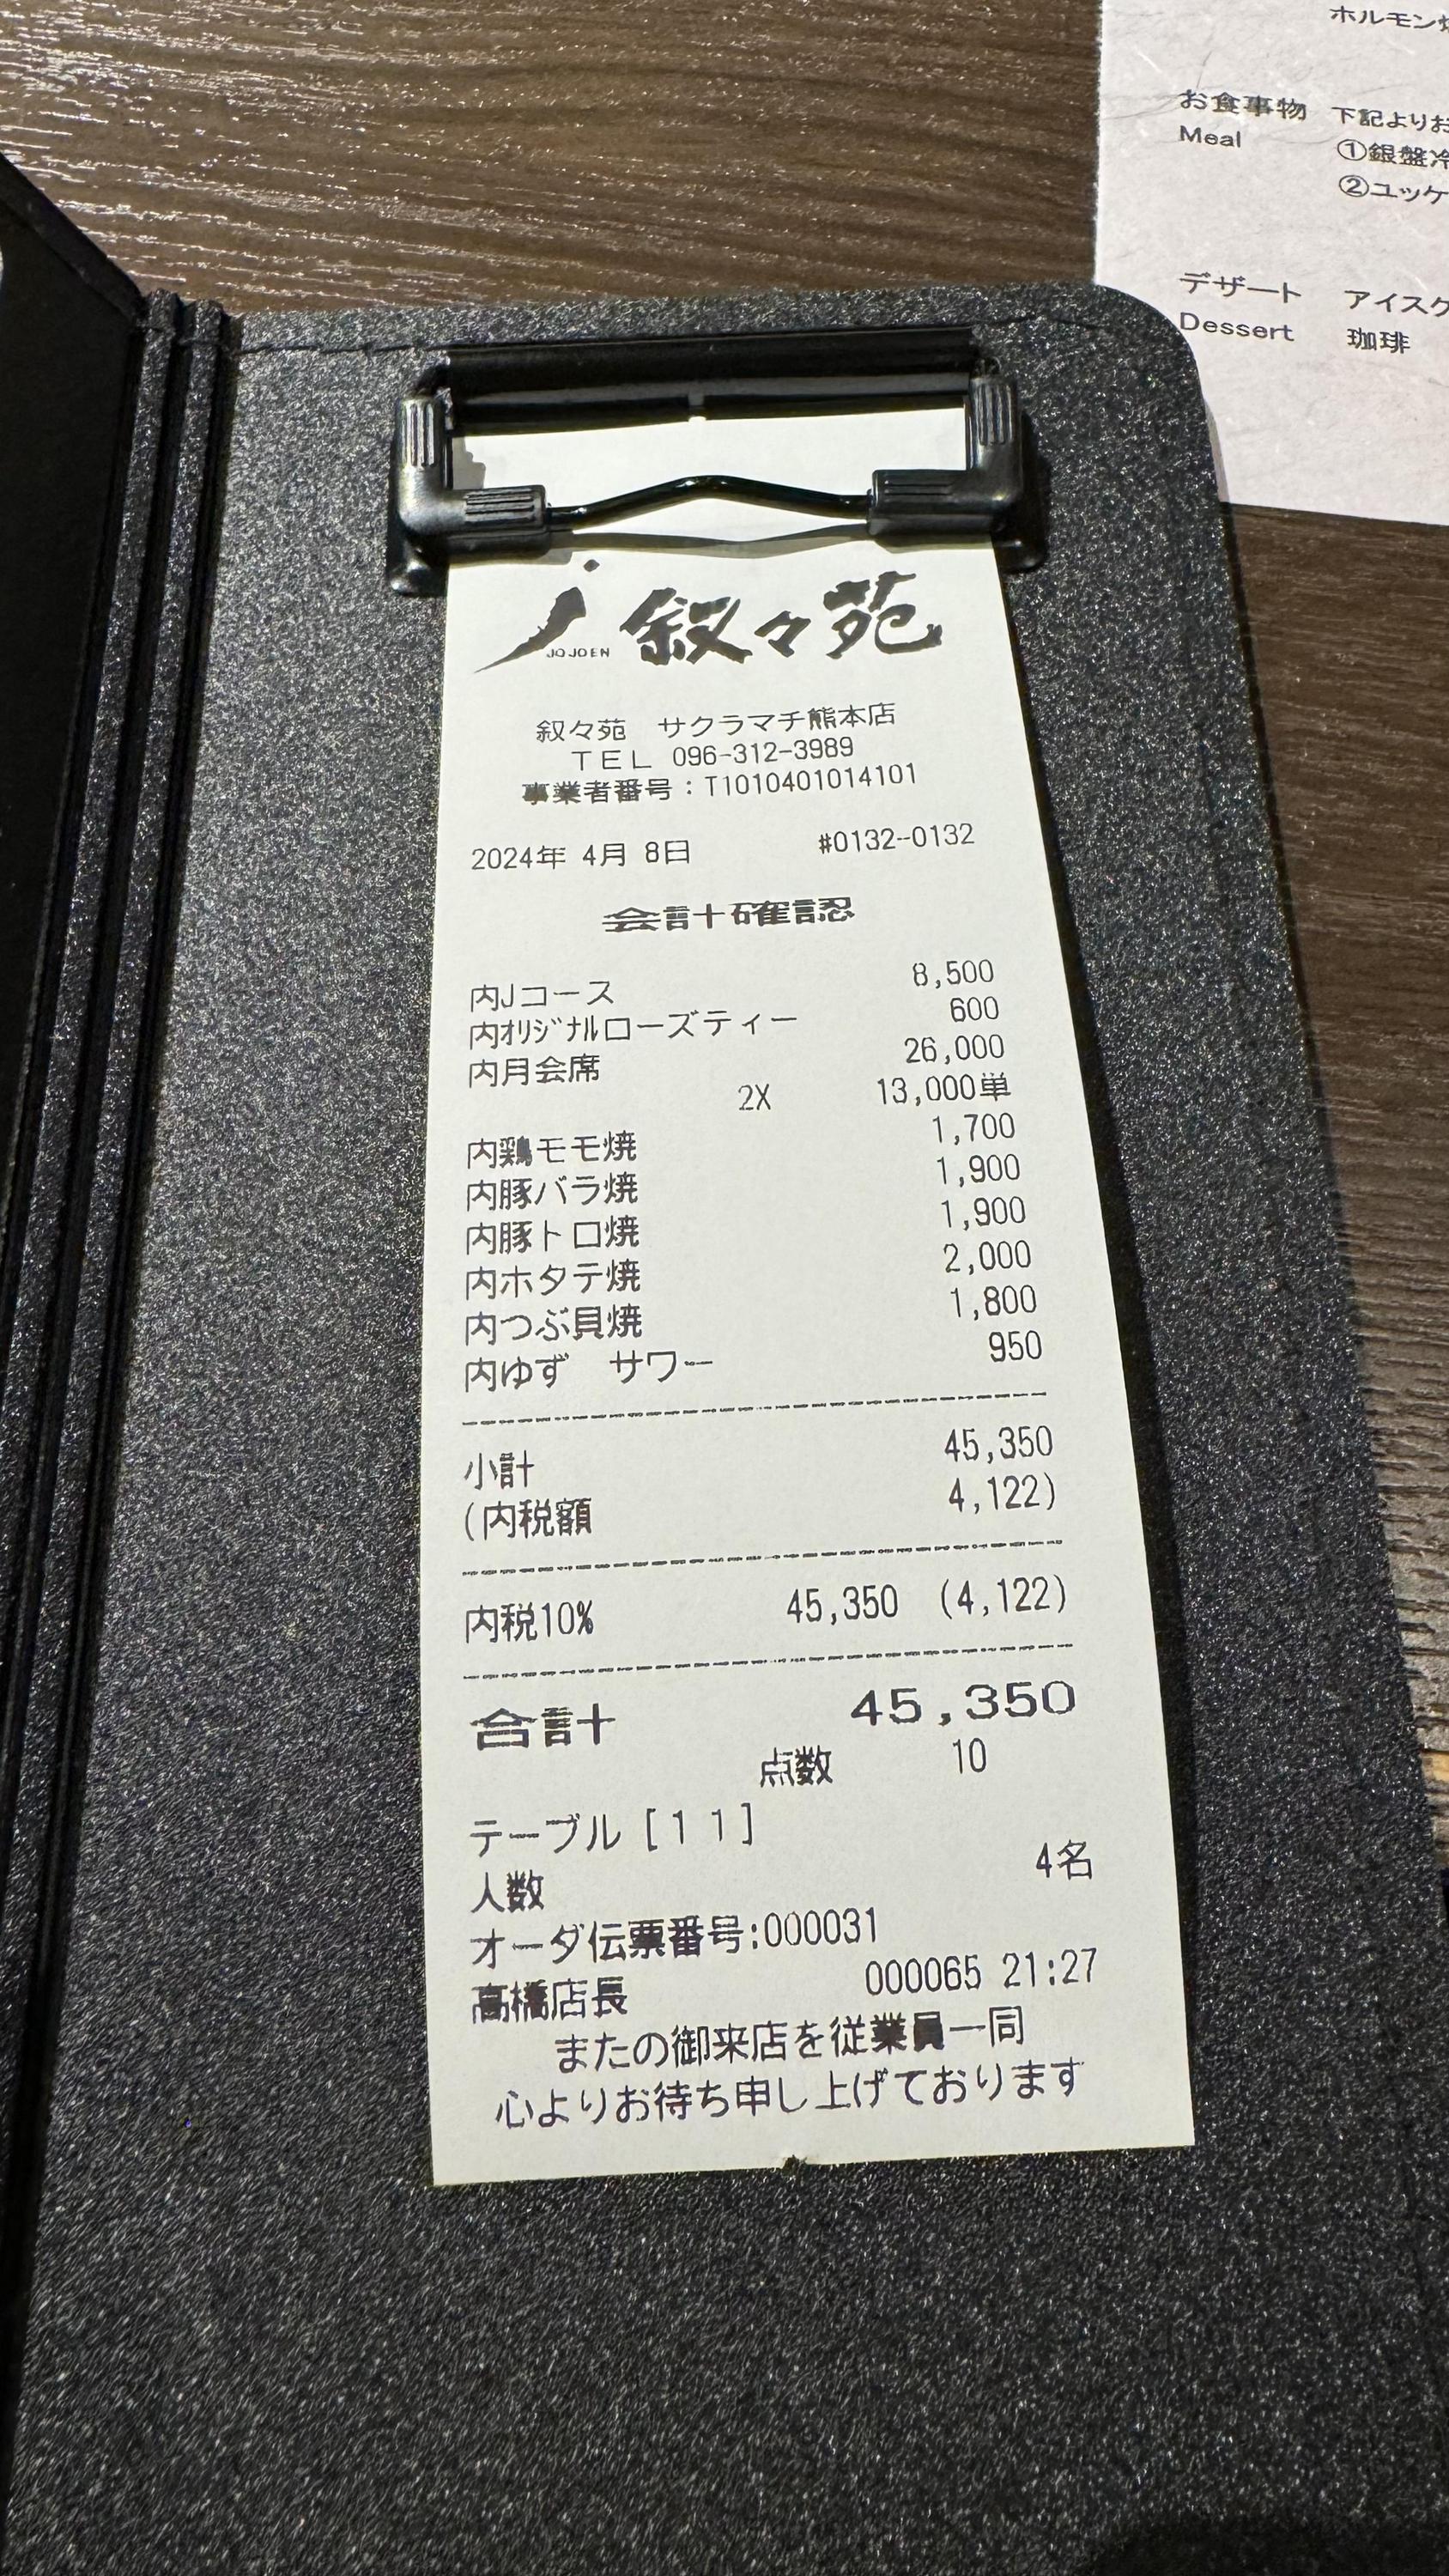 ホルモン
お食事物 下記よりお
Meal ①銀盤冷
②ユッケ
デザート アイスク
Dessert 珈琲
JOJOEN 叙々苑
叙々苑 サクラマチ熊本店
TEL 096-312-3989
事業者番号:T1010401014101
2024年 4月 8日 #0132-0132
会計確認
内Jコース 8,500
内ｵﾘｼﾞﾅﾙローズティー 600
内月会席 26,000
2X 13,000単
内鶏モモ焼 1,700
内豚バラ焼 1,900
内豚トロ焼 1,900
内ホタテ焼 2,000
内つぶ貝焼 1,800
内ゆず サワー 950
小計 45,350
(内税額 4,122)
内税10% 45,350 (4,122)
合計 45,350
点数 10
テーブル[11]
人数 4名
オーダ伝票番号:000031
高橋店長 000065 21:27
またの御来店を従業員一同
心よりお待ち申し上げております